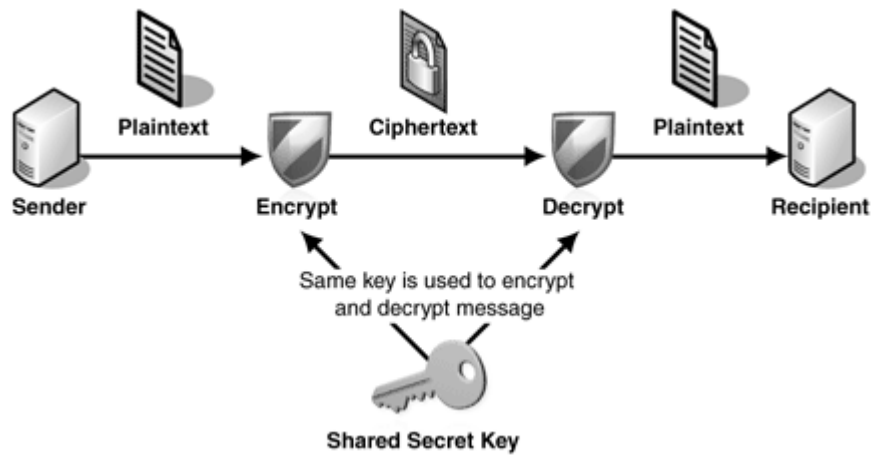 Plaintext
Ciphertext
Plaintext
Sender
Encrypt
Decrypt
Recipient
Same key is used to encrypt
and decrypt message
Shared Secret Key